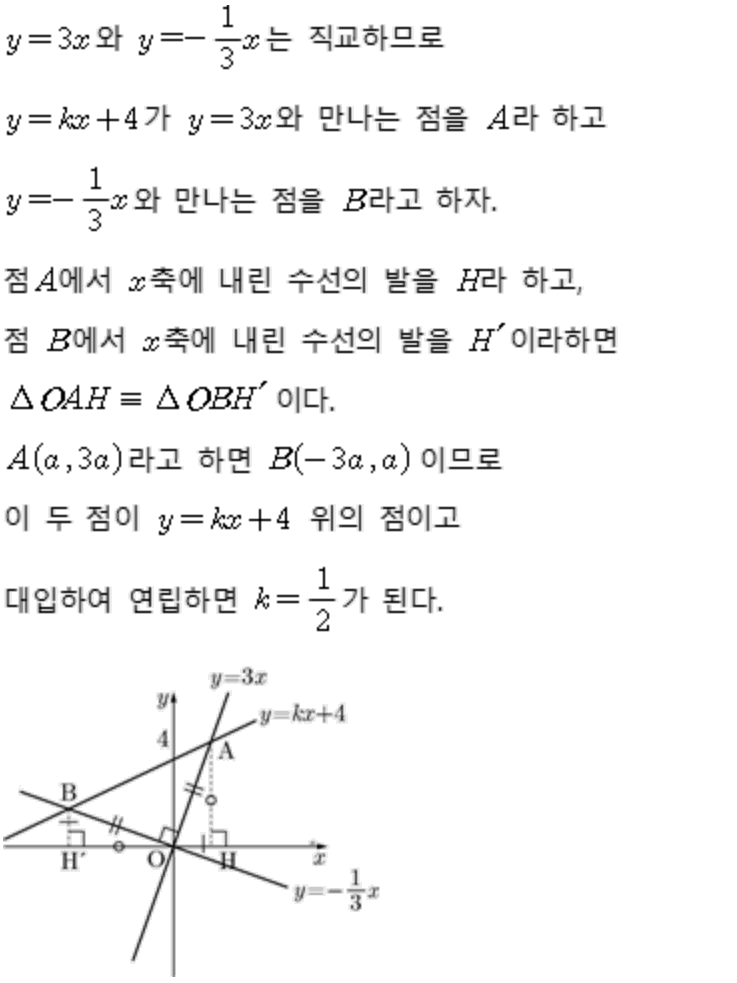 y=3x와 y=-1/3x는 직교하므로
y=kx+4가 y=3x와 만나는 점을 A라 하고
y=-1/3x와 만나는 점을 B라고 하자.
점A에서 x축에 내린 수선의 발을 H라 하고,
점 B에서 x축에 내린 수선의 발을 H′이라하면
△OAH≡△OBH′이다.
A(a,3a)라고 하면 B(-3a,a)이므로
이 두 점이 y=kx+4 위의 점이고
대입하여 연립하면 k=1/2가 된다.
y=3x
y
y=kx+4
4
A
B
H′
O
H
x
y=-1/3x